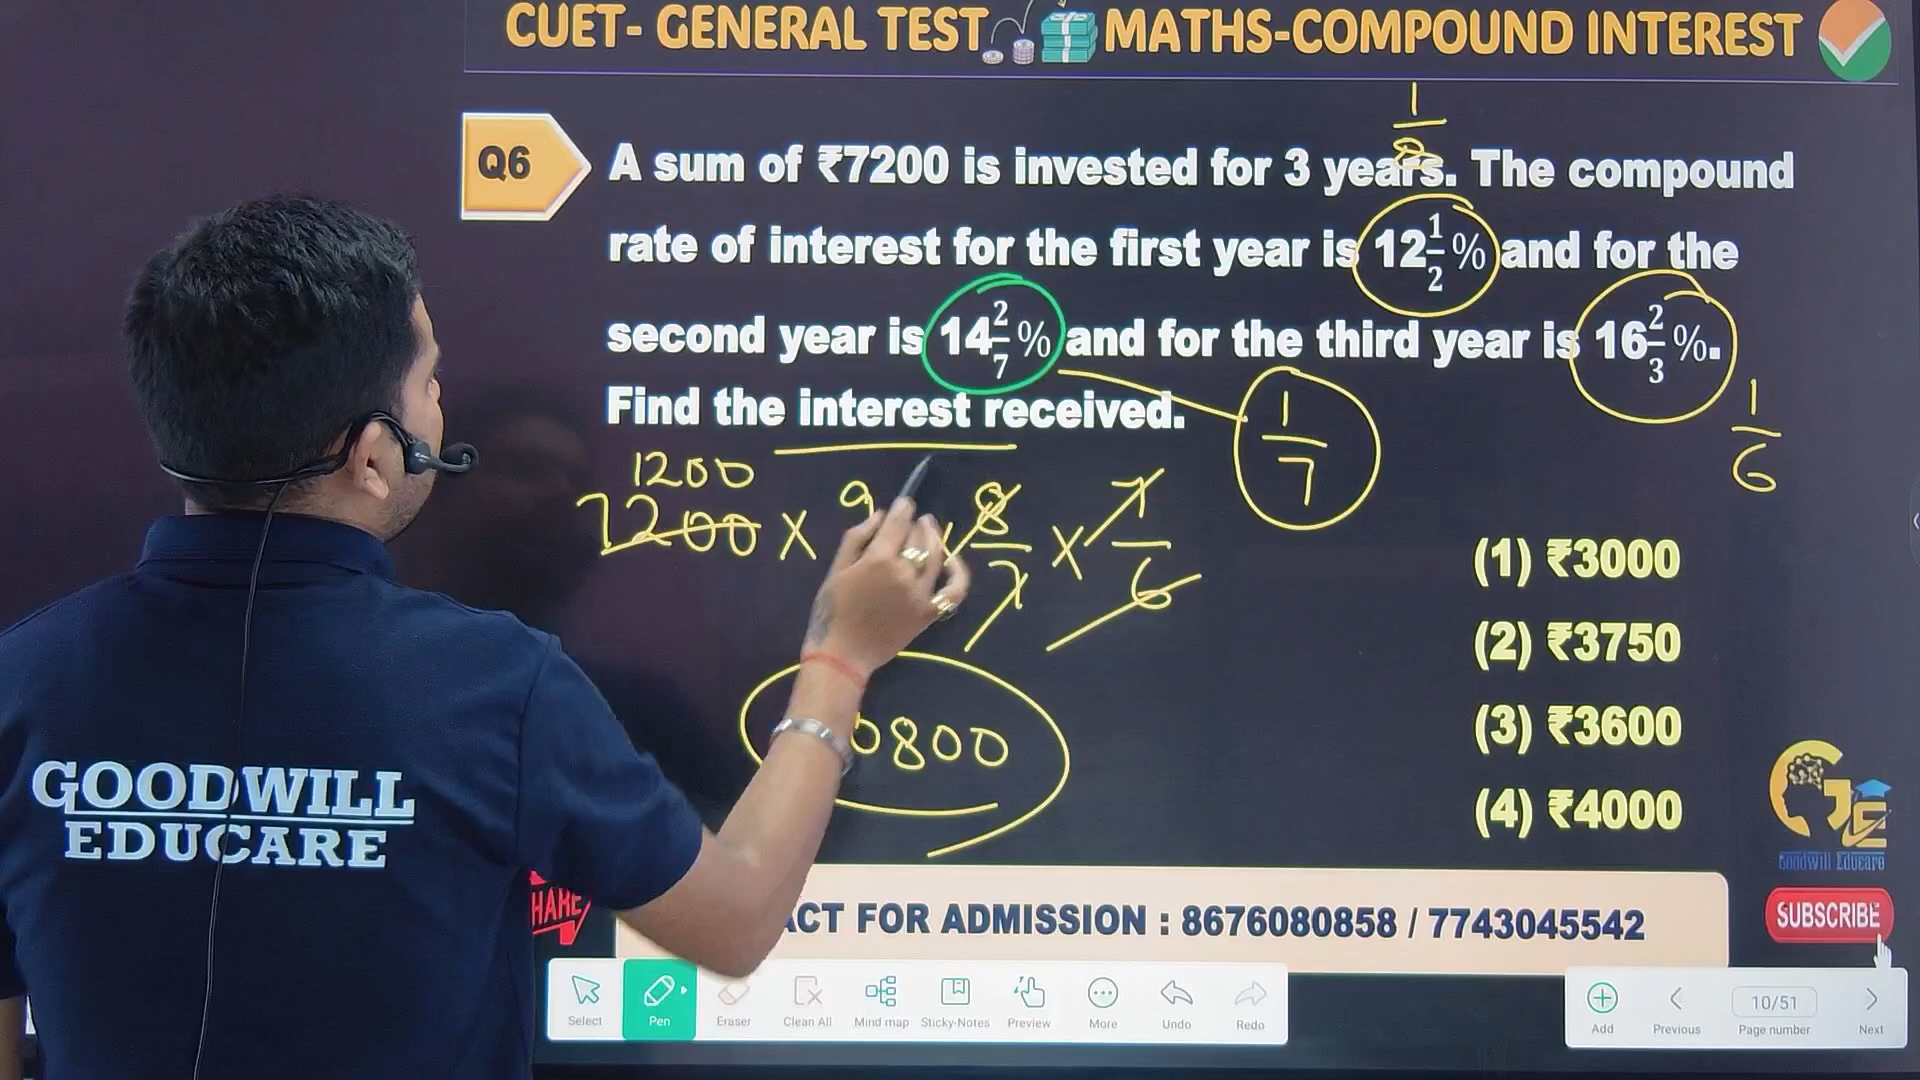 CUET- GENERAL TEST MATHS-COMPOUND INTEREST
Q6
A sum of ₹7200 is invested for 3 years. The compound
rate of interest for the first year is 12 1/2 % and for the
second year is 14 2/7 % and for the third year is 16 2/3 %.
Find the interest received.
1/8
1/7
1/6
1200
7200 × 9 × 8/7 × 7/6
0800
(1) ₹3000
(2) ₹3750
(3) ₹3600
(4) ₹4000
GOODWILL
EDUCARE
Goodwill Educare
SUBSCRIBE
FOR ADMISSION : 8676080858 / 7743045542
Select
Pen
Eraser
Clean All
Mind map
Sticky-Notes
Preview
More
Undo
Redo
Add
Previous
10/51
Page number
Next